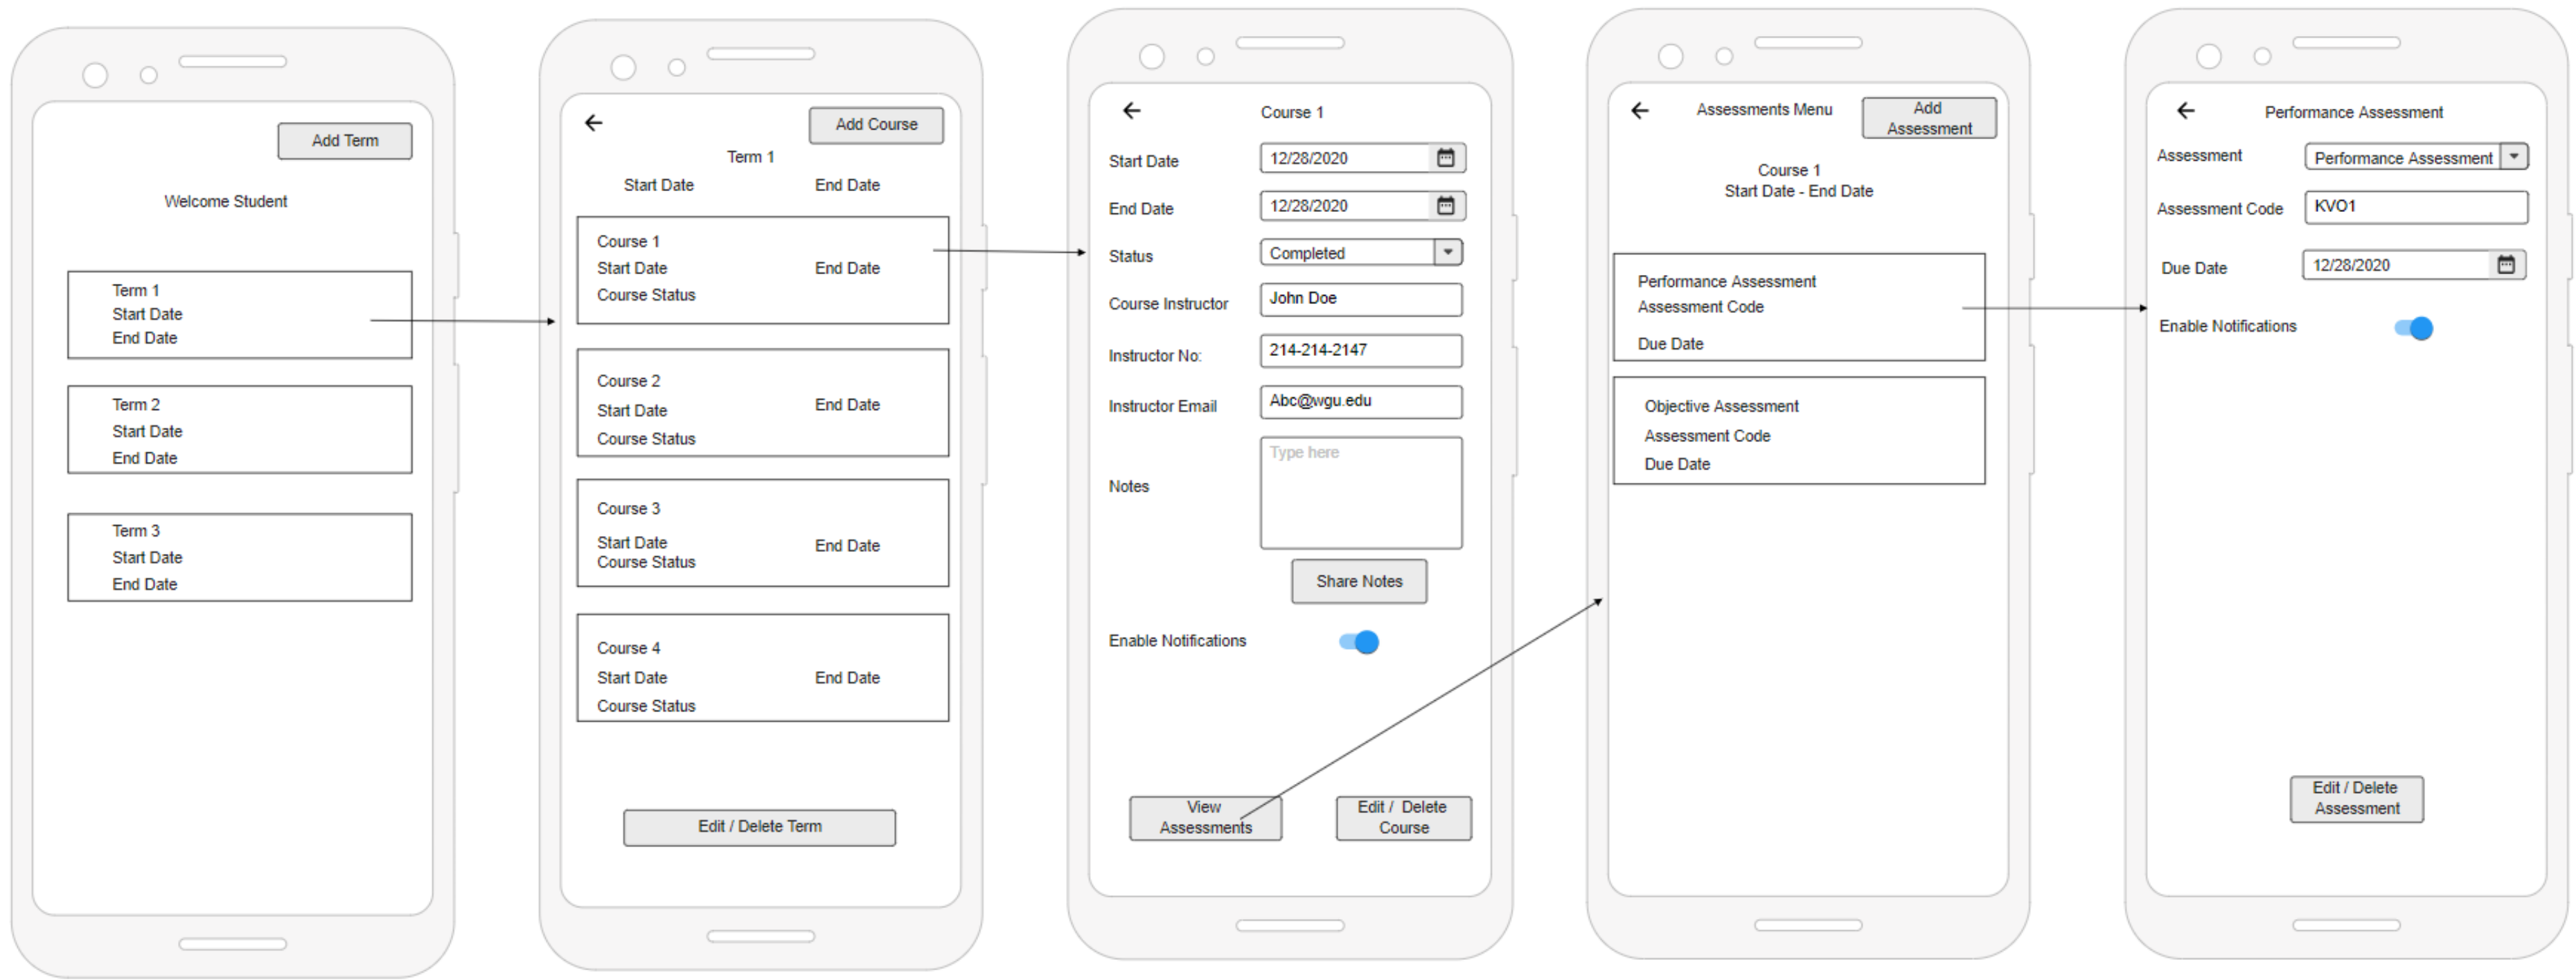 Add Term
Welcome Student
Term 1
Start Date
End Date
Term 2
Start Date
End Date
Term 3
Start Date
End Date
Add Course
Term 1
Start Date End Date
Course 1
Start Date End Date
Course Status
Course 2
Start Date End Date
Course Status
Course 3
Start Date End Date
Course Status
Course 4
Start Date End Date
Course Status
Edit / Delete Term
Course 1
Start Date 12/28/2020
End Date 12/28/2020
Status Completed
Course Instructor John Doe
Instructor No: 214-214-2147
Instructor Email Abc@wgu.edu
Type here
Notes
Share Notes
Enable Notifications
View
Assessments
Edit / Delete
Course
Assessments Menu
Add
Assessment
Course 1
Start Date - End Date
Performance Assessment
Assessment Code
Due Date
Objective Assessment
Assessment Code
Due Date
Performance Assessment
Assessment Performance Assessment
Assessment Code KVO1
Due Date 12/28/2020
Enable Notifications
Edit / Delete
Assessment